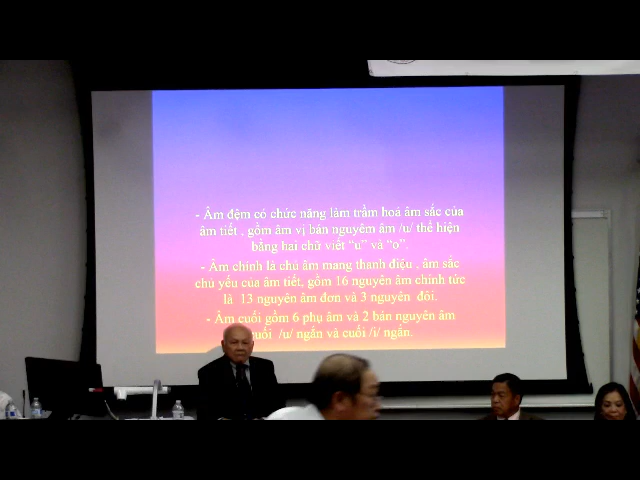 - Âm đệm có chức năng làm trầm hoá âm sắc của
âm tiết , gồm âm vị bán nguyêm âm /u/ thể hiện
bằng hai chữ viết “u” và “o”.
- Âm chính là chủ âm mang thanh điệu , âm sắc
chủ yếu của âm tiết, gồm 16 nguyên âm chính tức
là 13 nguyên âm đơn và 3 nguyên đôi.
- Âm cuối gồm 6 phụ âm và 2 bán nguyên âm
/u/ ngắn và cuối /i/ ngắn.